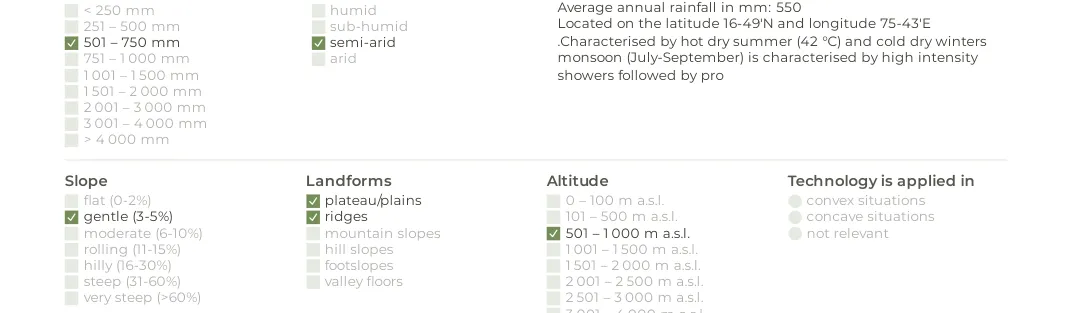 < 250 mm
251 – 500 mm
501 – 750 mm
751 – 1 000 mm
1 001 – 1 500 mm
1 501 – 2 000 mm
2 001 – 3 000 mm
3 001 – 4 000 mm
> 4 000 mm
humid
sub-humid
semi-arid
arid
Average annual rainfall in mm: 550
Located on the latitude 16-49'N and longitude 75-43'E
.Characterised by hot dry summer (42 °C) and cold dry winters
monsoon (July-September) is characterised by high intensity
showers followed by pro
Slope
flat (0-2%)
gentle (3-5%)
moderate (6-10%)
rolling (11-15%)
hilly (16-30%)
steep (31-60%)
very steep (>60%)
Landforms
plateau/plains
ridges
mountain slopes
hill slopes
footslopes
valley floors
Altitude
0 – 100 m a.s.l.
101 – 500 m a.s.l.
501 – 1 000 m a.s.l.
1 001 – 1 500 m a.s.l.
1 501 – 2 000 m a.s.l.
2 001 – 2 500 m a.s.l.
2 501 – 3 000 m a.s.l.
Technology is applied in
convex situations
concave situations
not relevant